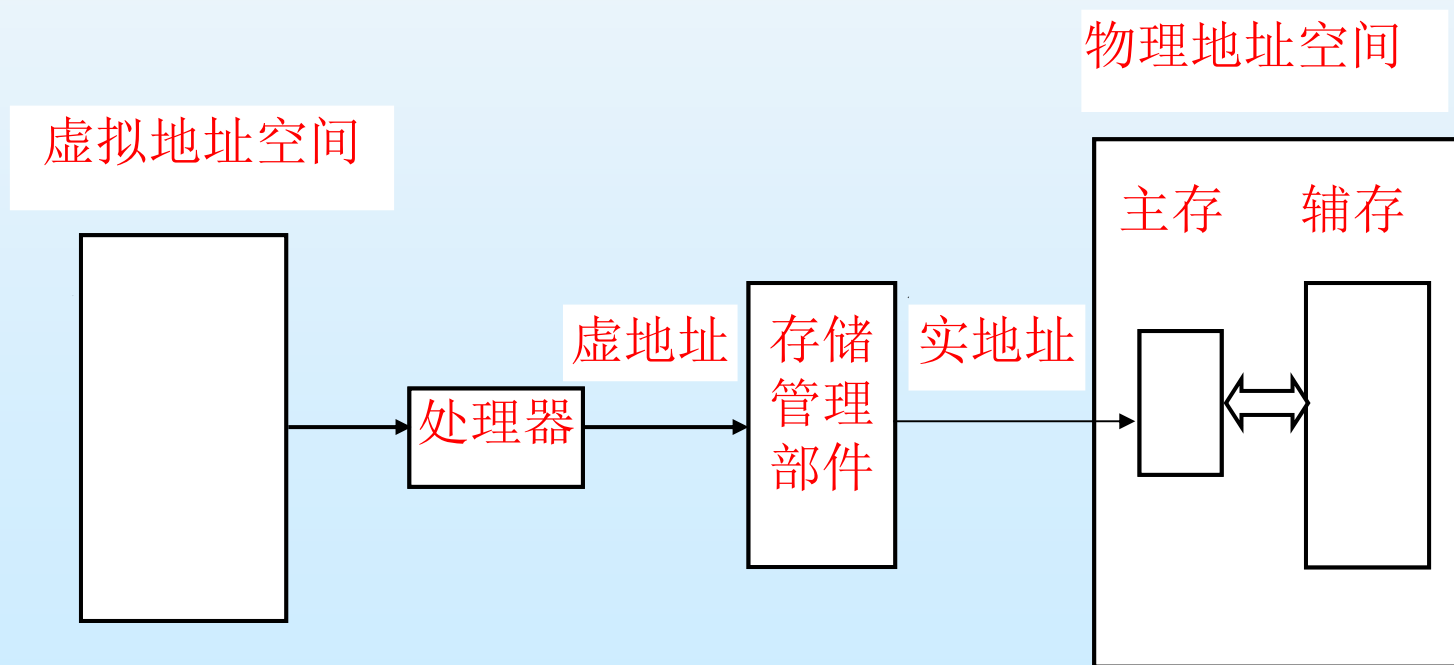 物理地址空间
虚拟地址空间
主存
辅存
虚地址
存储
管理
部件
实地址
处理器